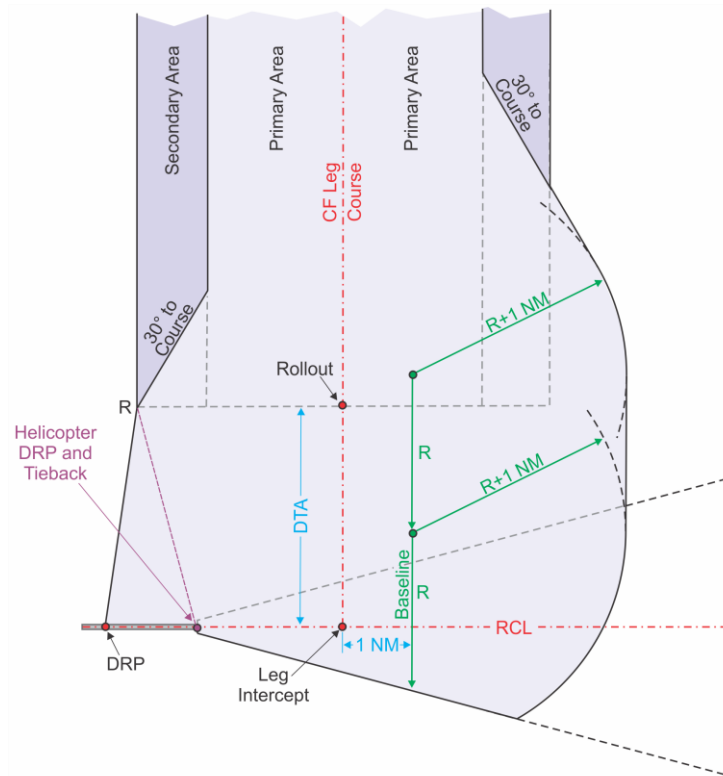 Secondary Area
Primary Area
CF Leg
Course
Primary Area
30° to
Course
30° to
Course
R+1 NM
Rollout
R
Helicopter
DRP and
Tieback
R
R+1 NM
DTA
Baseline
R
RCL
DRP
1 NM
Leg
Intercept